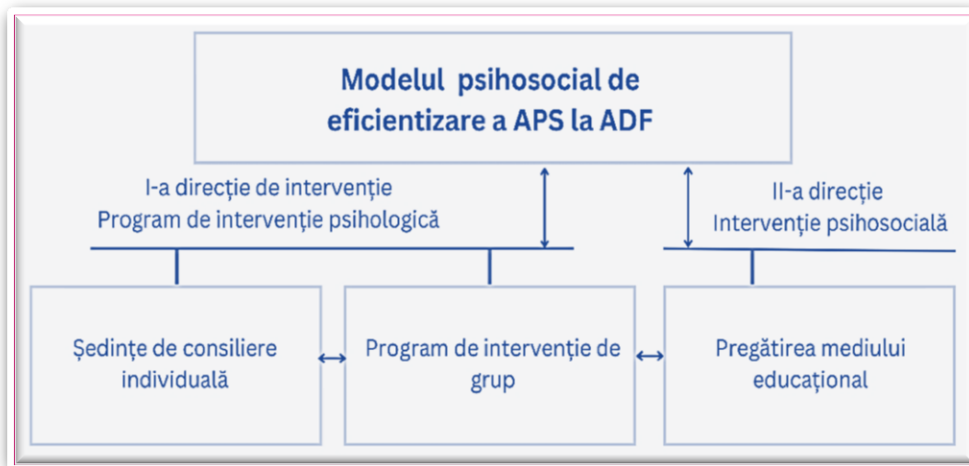 Modelul psihosocial de
eficientizare a APS la ADF
I-a direcție de intervenție
Program de intervenție psihologică
II-a direcție
Intervenție psihosocială
Ședințe de consiliere
individuală
Program de intervenție de
grup
Pregătirea mediului
educațional